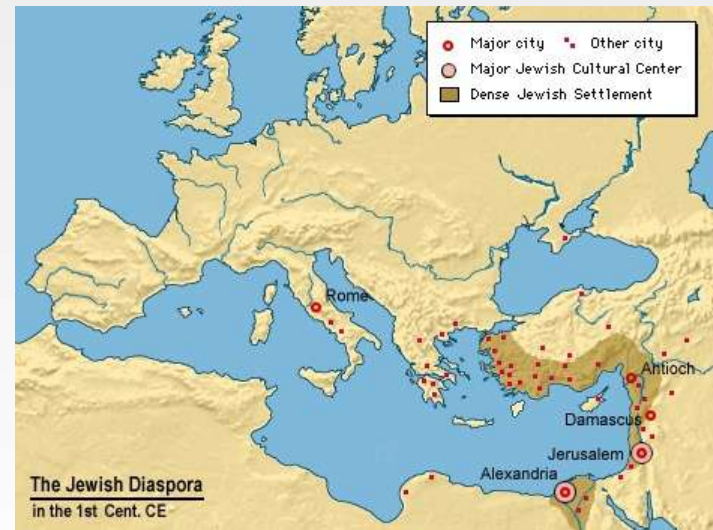 Major city Other city
Major Jewish Cultural Center
Dense Jewish Settlement
Rome
Antioch
Damascus
Jerusalem
Alexandria
The Jewish Diaspora
in the 1st Cent. CE